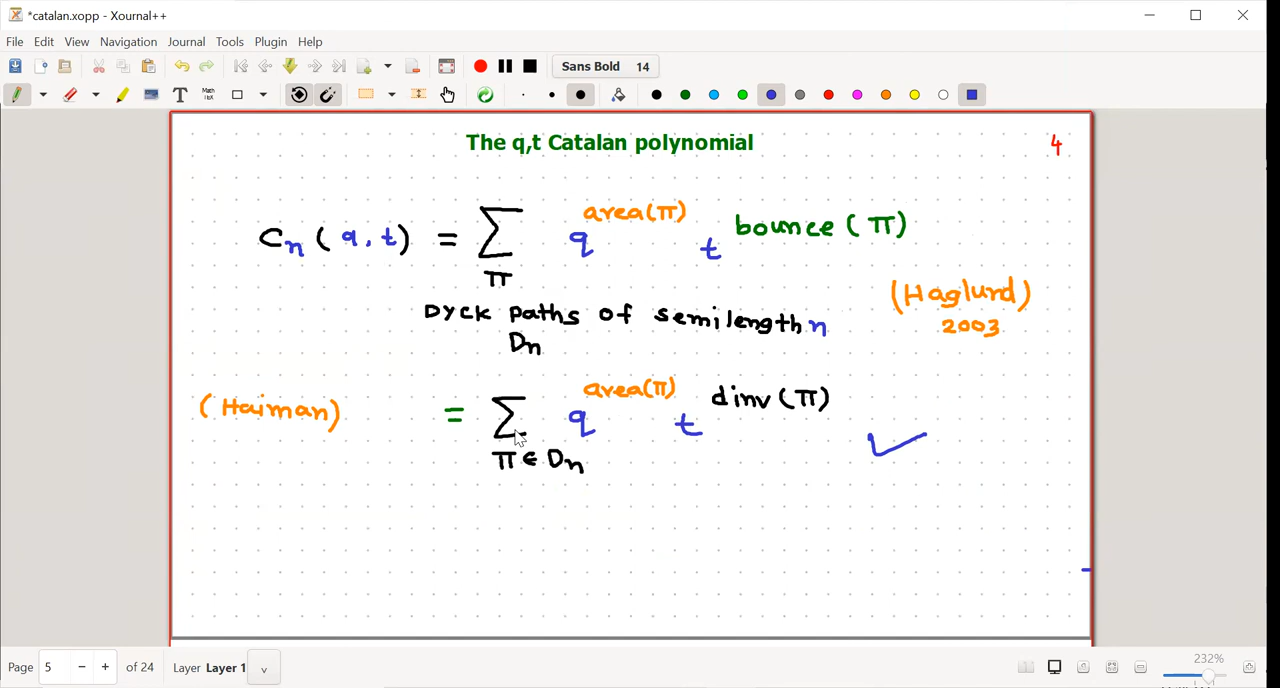 *catalan.xopp - Xournal++
File Edit View Navigation Journal Tools Plugin Help
Sans Bold 14
The q,t Catalan polynomial
4
Cₙ(q,t) = ∑_π q^area(π) t^bounce(π)
Dyck paths of semilength n
Dₙ
(Haglund)
2003
(Haiman) = ∑_{π ∈ Dₙ} q^area(π) t^dinv(π)
Page 5 of 24 Layer Layer 1 232%